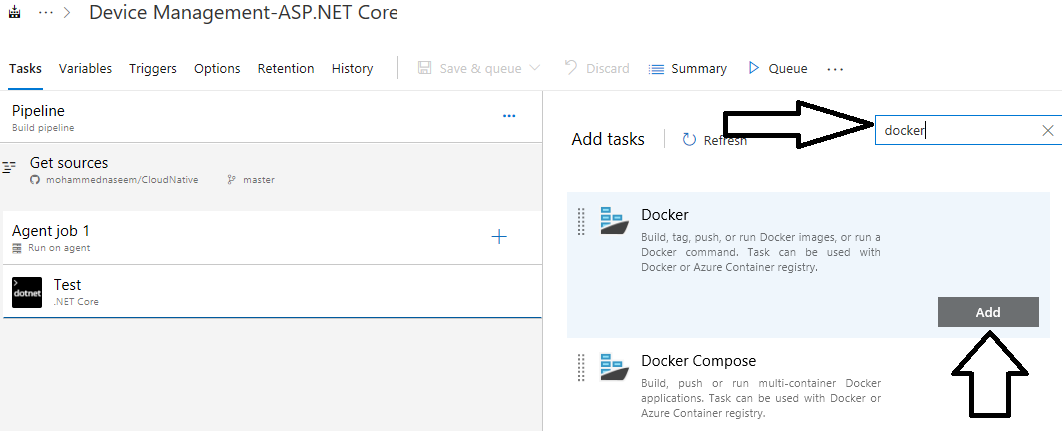 ... > Device Management-ASP.NET Core
Tasks Variables Triggers Options Retention History Save & queue Discard Summary Queue ...
Pipeline ...
Build pipeline
Get sources
mohammednaseem/CloudNative master
Agent job 1 +
Run on agent
>
dotnet
Test
.NET Core
Add tasks Refresh docker
Docker
Build, tag, push, or run Docker images, or run a
Docker command. Task can be used with
Docker or Azure Container registry.
Add
Docker Compose
Build, push or run multi-container Docker
applications. Task can be used with Docker or
Azure Container registry.